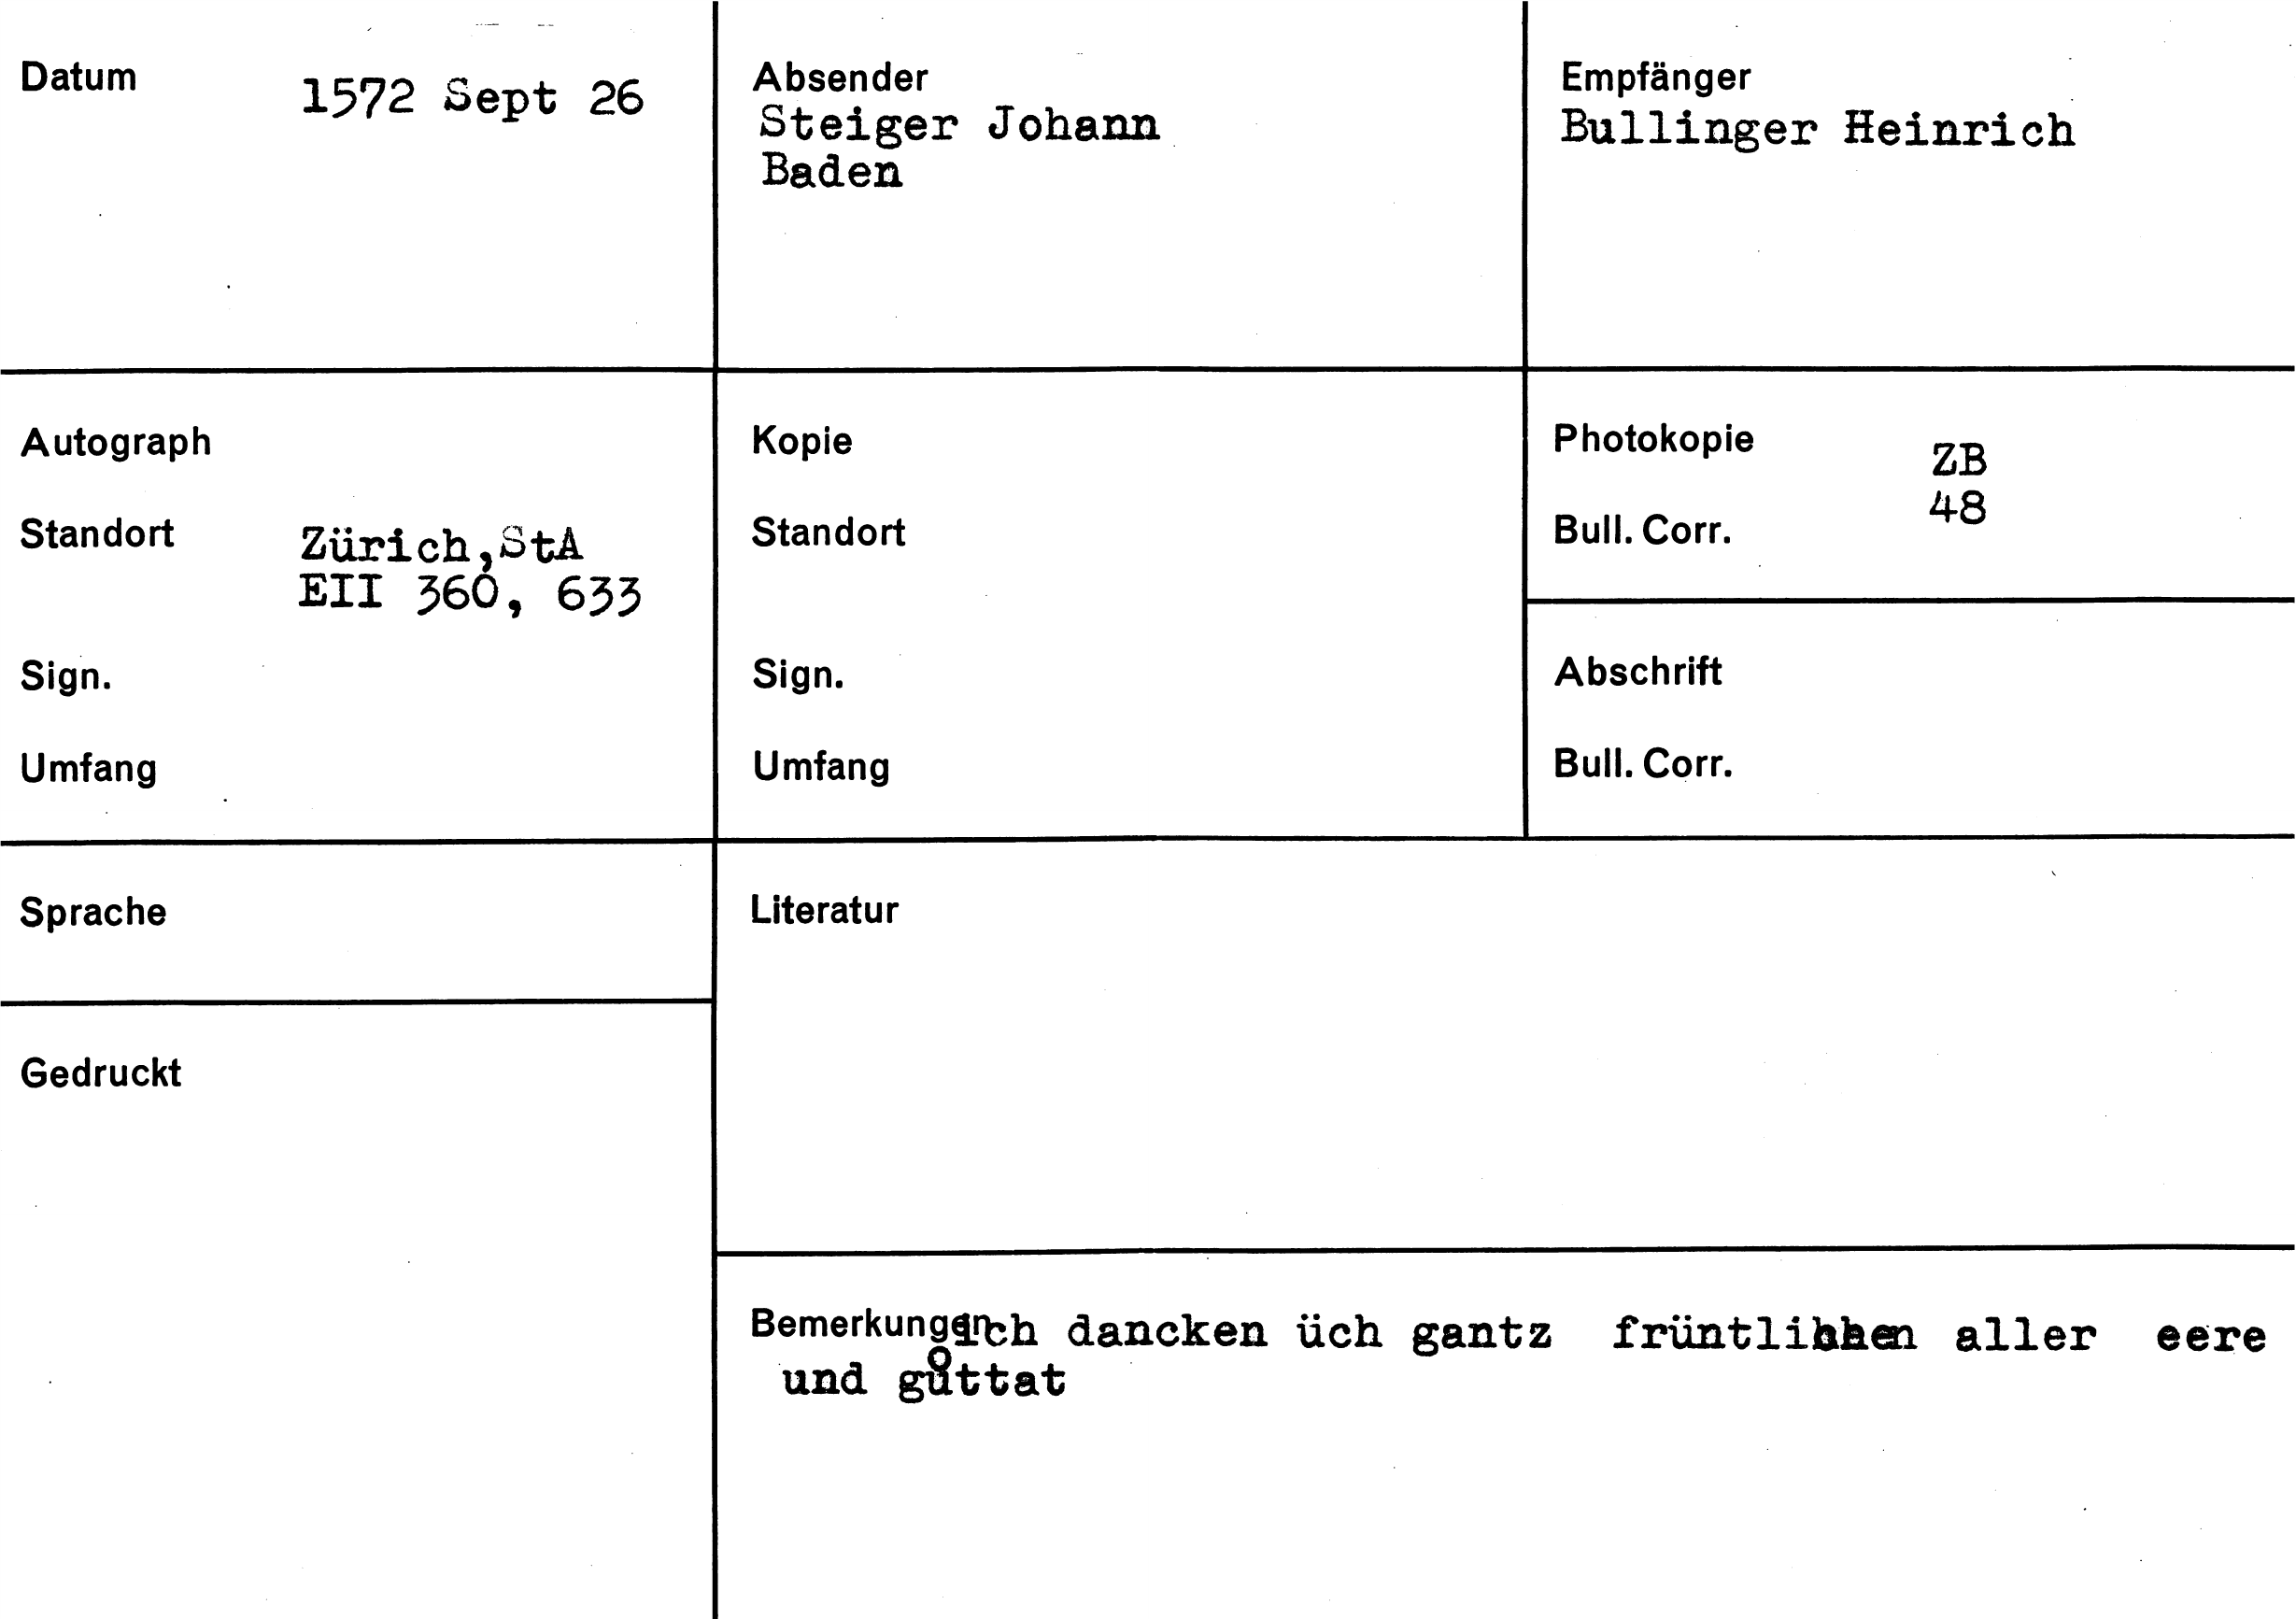 Datum 1572 Sept 26
Absender
Steiger Johann
Baden
Empfänger
Bullinger Heinrich
Autograph
Standort Zürich,StA
EII 360, 633
Sign.
Umfang
Kopie
Standort
Sign.
Umfang
Photokopie ZB
Bull. Corr. 48
Abschrift
Bull. Corr.
Sprache
Gedruckt
Literatur
Bemerkungen ich dancken üch gantz aller eere
und gůttat